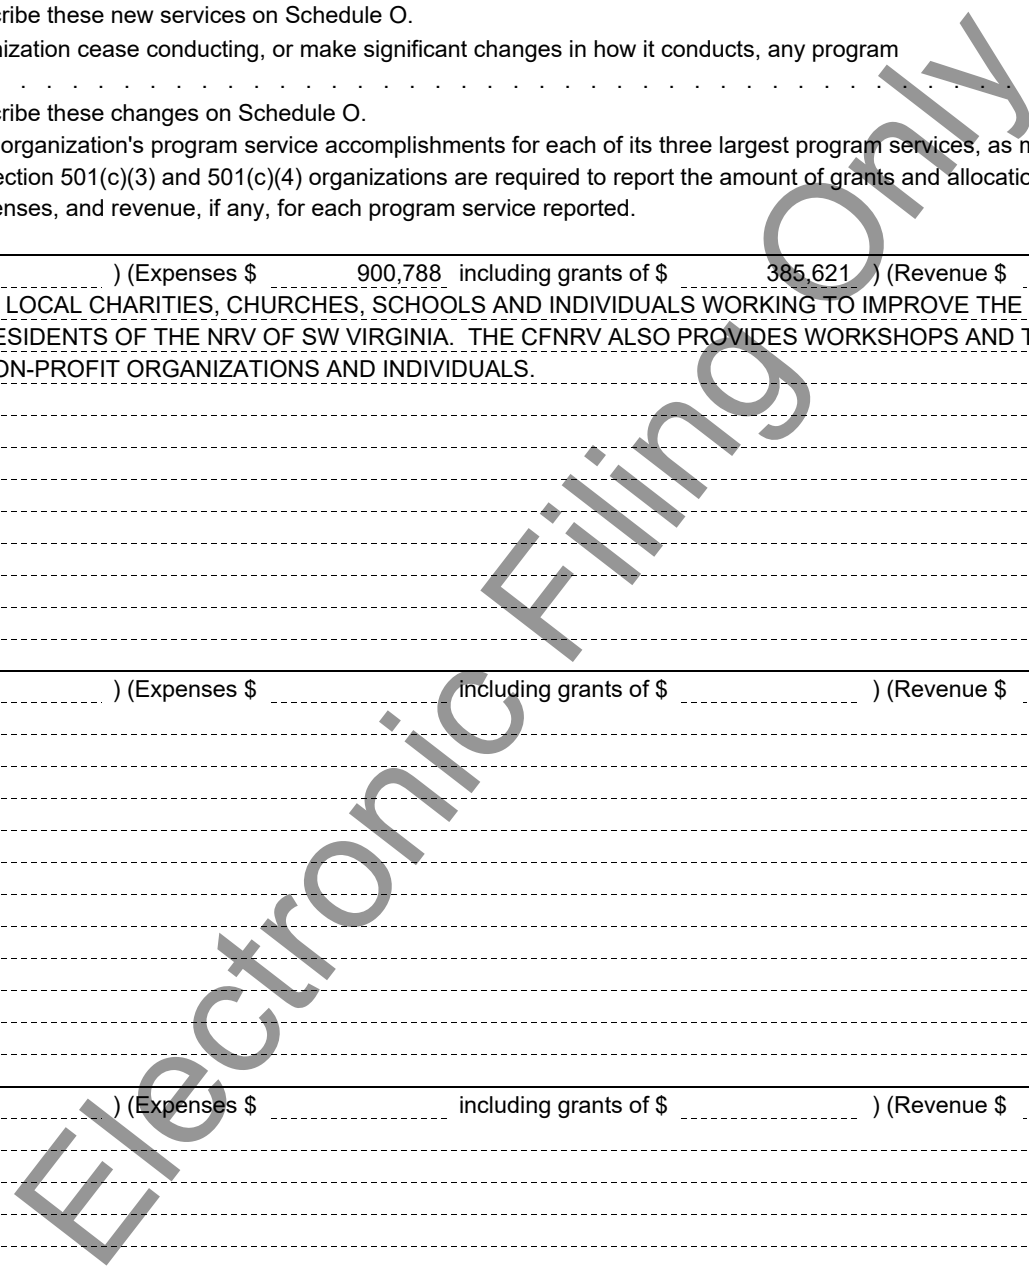 cribe these new services on Schedule O.
nization cease conducting, or make significant changes in how it conducts, any program
. . . . . . . . . . . . . . . . . . . . . . . . . . . . . . . . . . . . . . .
cribe these changes on Schedule O.
organization's program service accomplishments for each of its three largest program services, as m
ection 501(c)(3) and 501(c)(4) organizations are required to report the amount of grants and allocatio
enses, and revenue, if any, for each program service reported.
) (Expenses $ 900,788 including grants of $ 385,621 ) (Revenue $
LOCAL CHARITIES, CHURCHES, SCHOOLS AND INDIVIDUALS WORKING TO IMPROVE THE
ESIDENTS OF THE NRV OF SW VIRGINIA. THE CFNRV ALSO PROVIDES WORKSHOPS AND T
ON-PROFIT ORGANIZATIONS AND INDIVIDUALS.
) (Expenses $ including grants of $ ) (Revenue $
) (Expenses $ including grants of $ ) (Revenue $
Electronic Filing Only